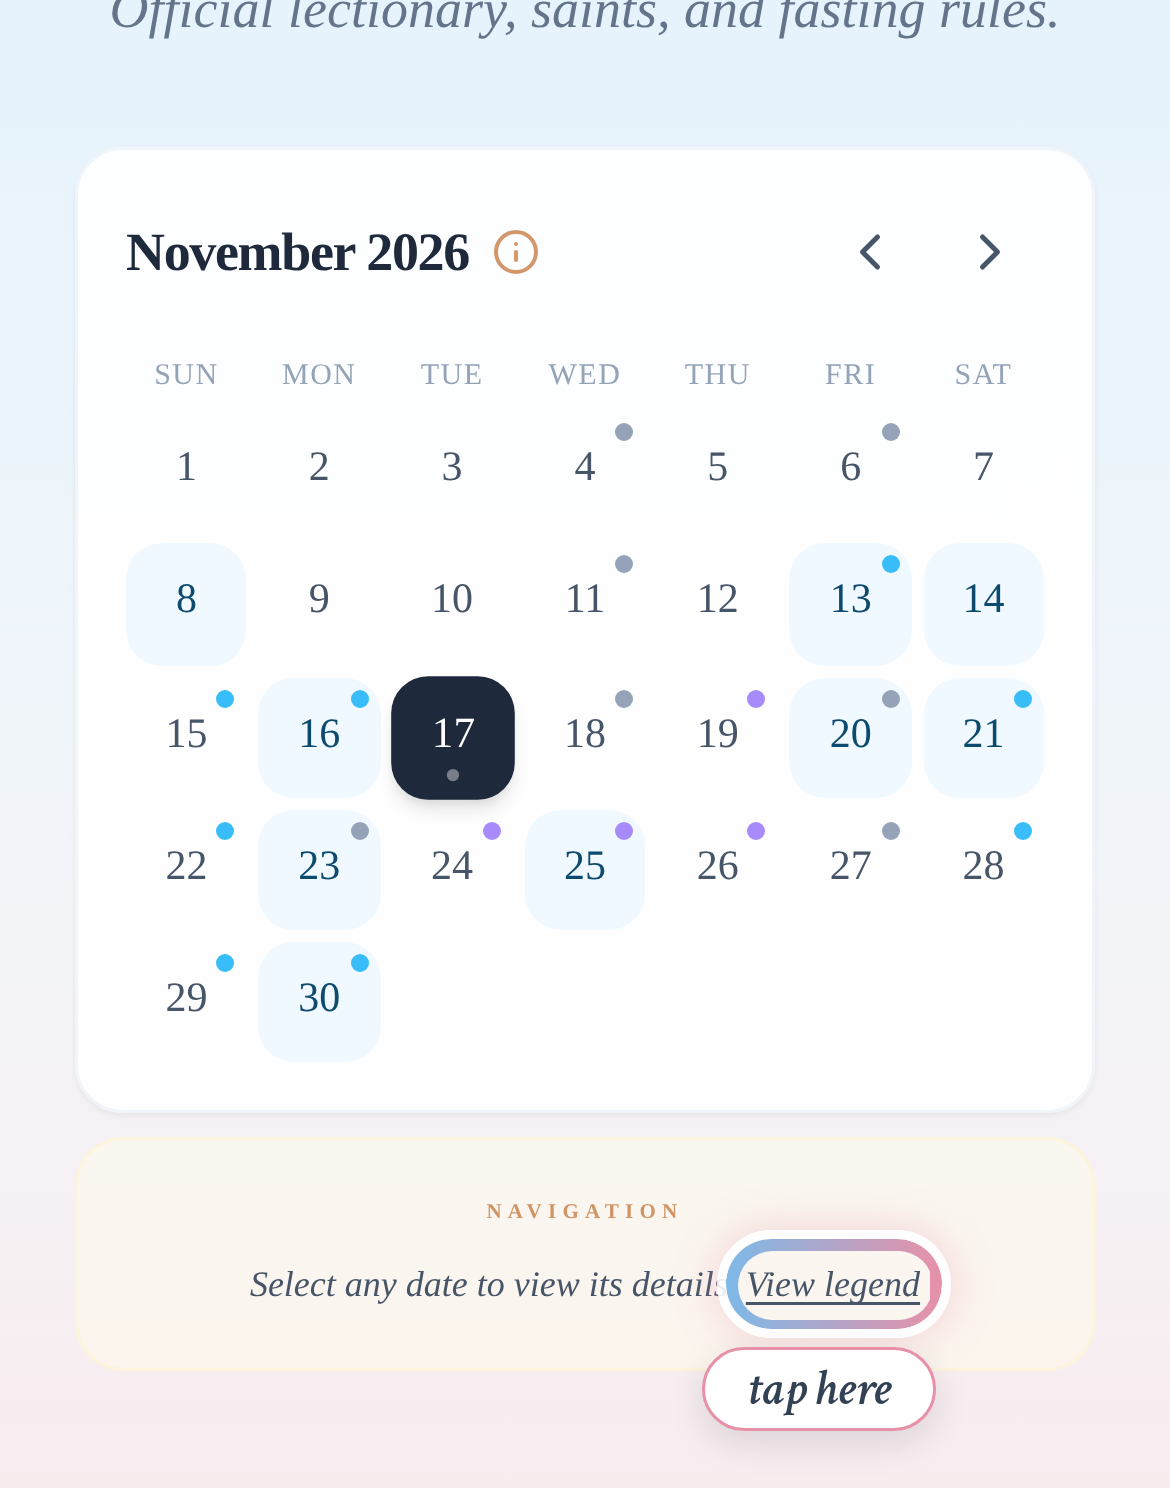 Official lectionary, saints, and fasting rules.
November 2026
SUN MON TUE WED THU FRI SAT
1 2 3 4 5 6 7
8 9 10 11 12 13 14
15 16 17 18 19 20 21
22 23 24 25 26 27 28
29 30
NAVIGATION
Select any date to view its details View legend
tap here